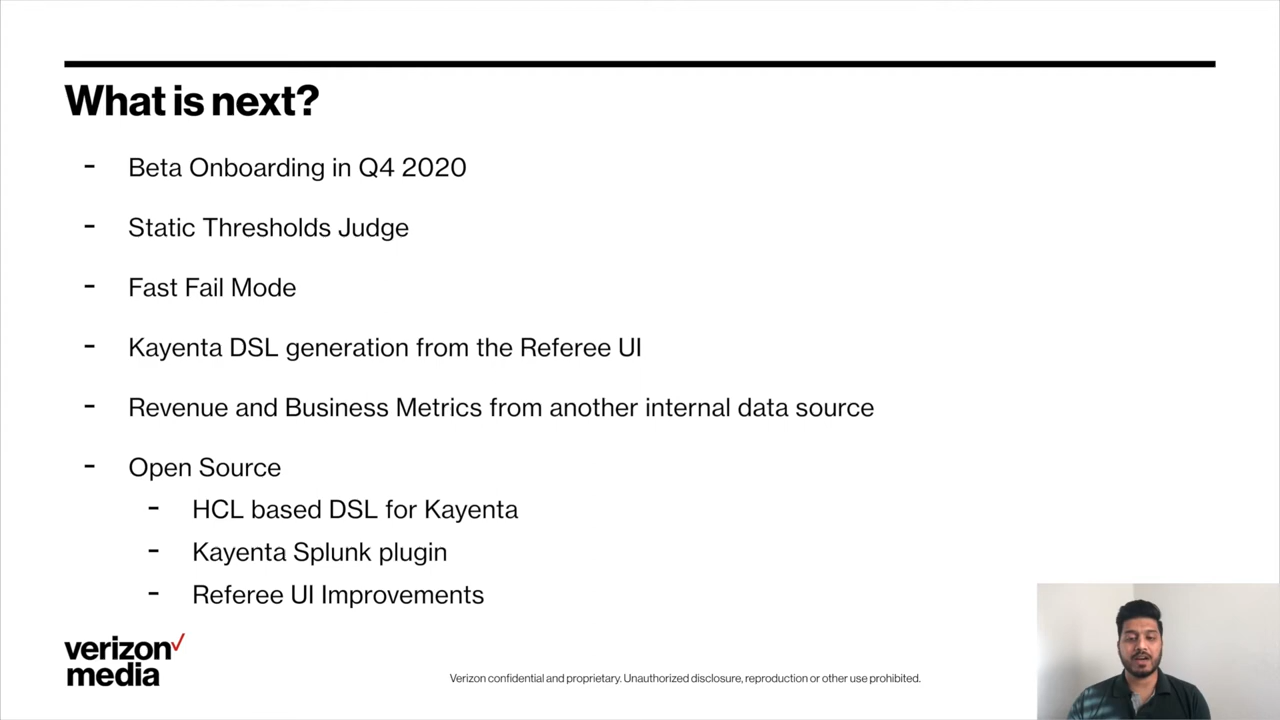 What is next?
- Beta Onboarding in Q4 2020
- Static Thresholds Judge
- Fast Fail Mode
- Kayenta DSL generation from the Referee UI
- Revenue and Business Metrics from another internal data source
- Open Source
- HCL based DSL for Kayenta
- Kayenta Splunk plugin
- Referee UI Improvements
verizon✓
media
Verizon confidential and proprietary. Unauthorized disclosure, reproduction or other use prohibited.